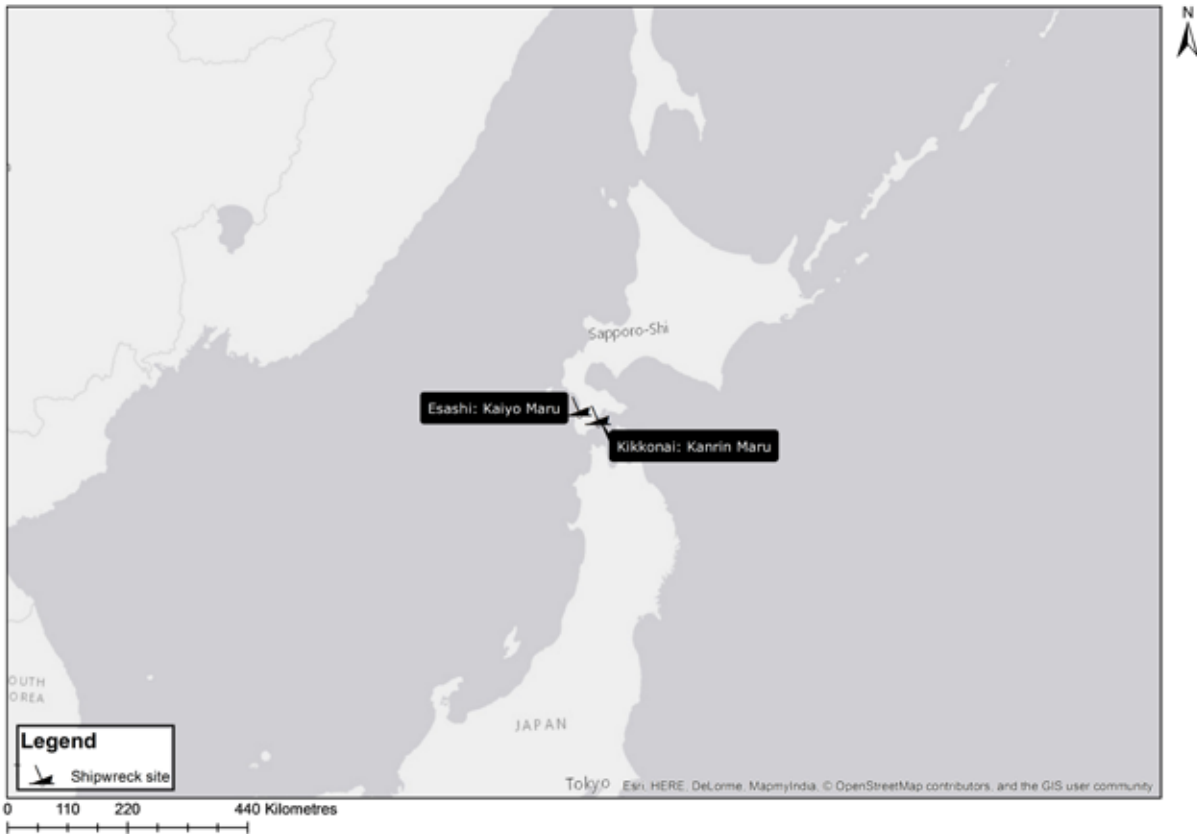 N
Sapporo-Shi
Esashi: Kaiyo Maru
Kikkonai: Kanrin Maru
OUTH
OREA
JAPAN
Legend
Shipwreck site
Tokyo
Esri, HERE, DeLorme, MapmyIndia, © OpenStreetMap contributors, and the GIS user community
0 110 220 440 Kilometres